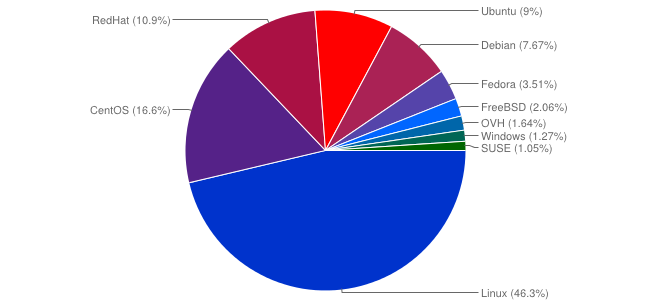 Ubuntu (9%)
RedHat (10.9%)
Debian (7.67%)
Fedora (3.51%)
FreeBSD (2.06%)
CentOS (16.6%)
OVH (1.64%)
Windows (1.27%)
SUSE (1.05%)
Linux (46.3%)